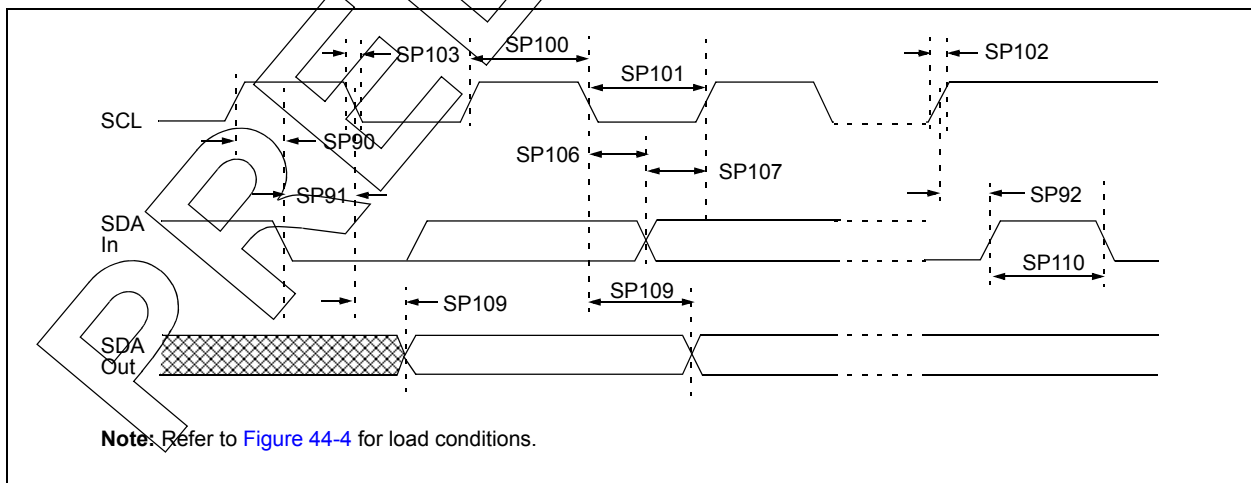 SP103
SP100
SP101
SP102
SCL
SP90
SP106
SP107
SP91
SP92
SDA
In
SP110
SP109
SP109
SDA
Out
Note: Refer to Figure 44-4 for load conditions.